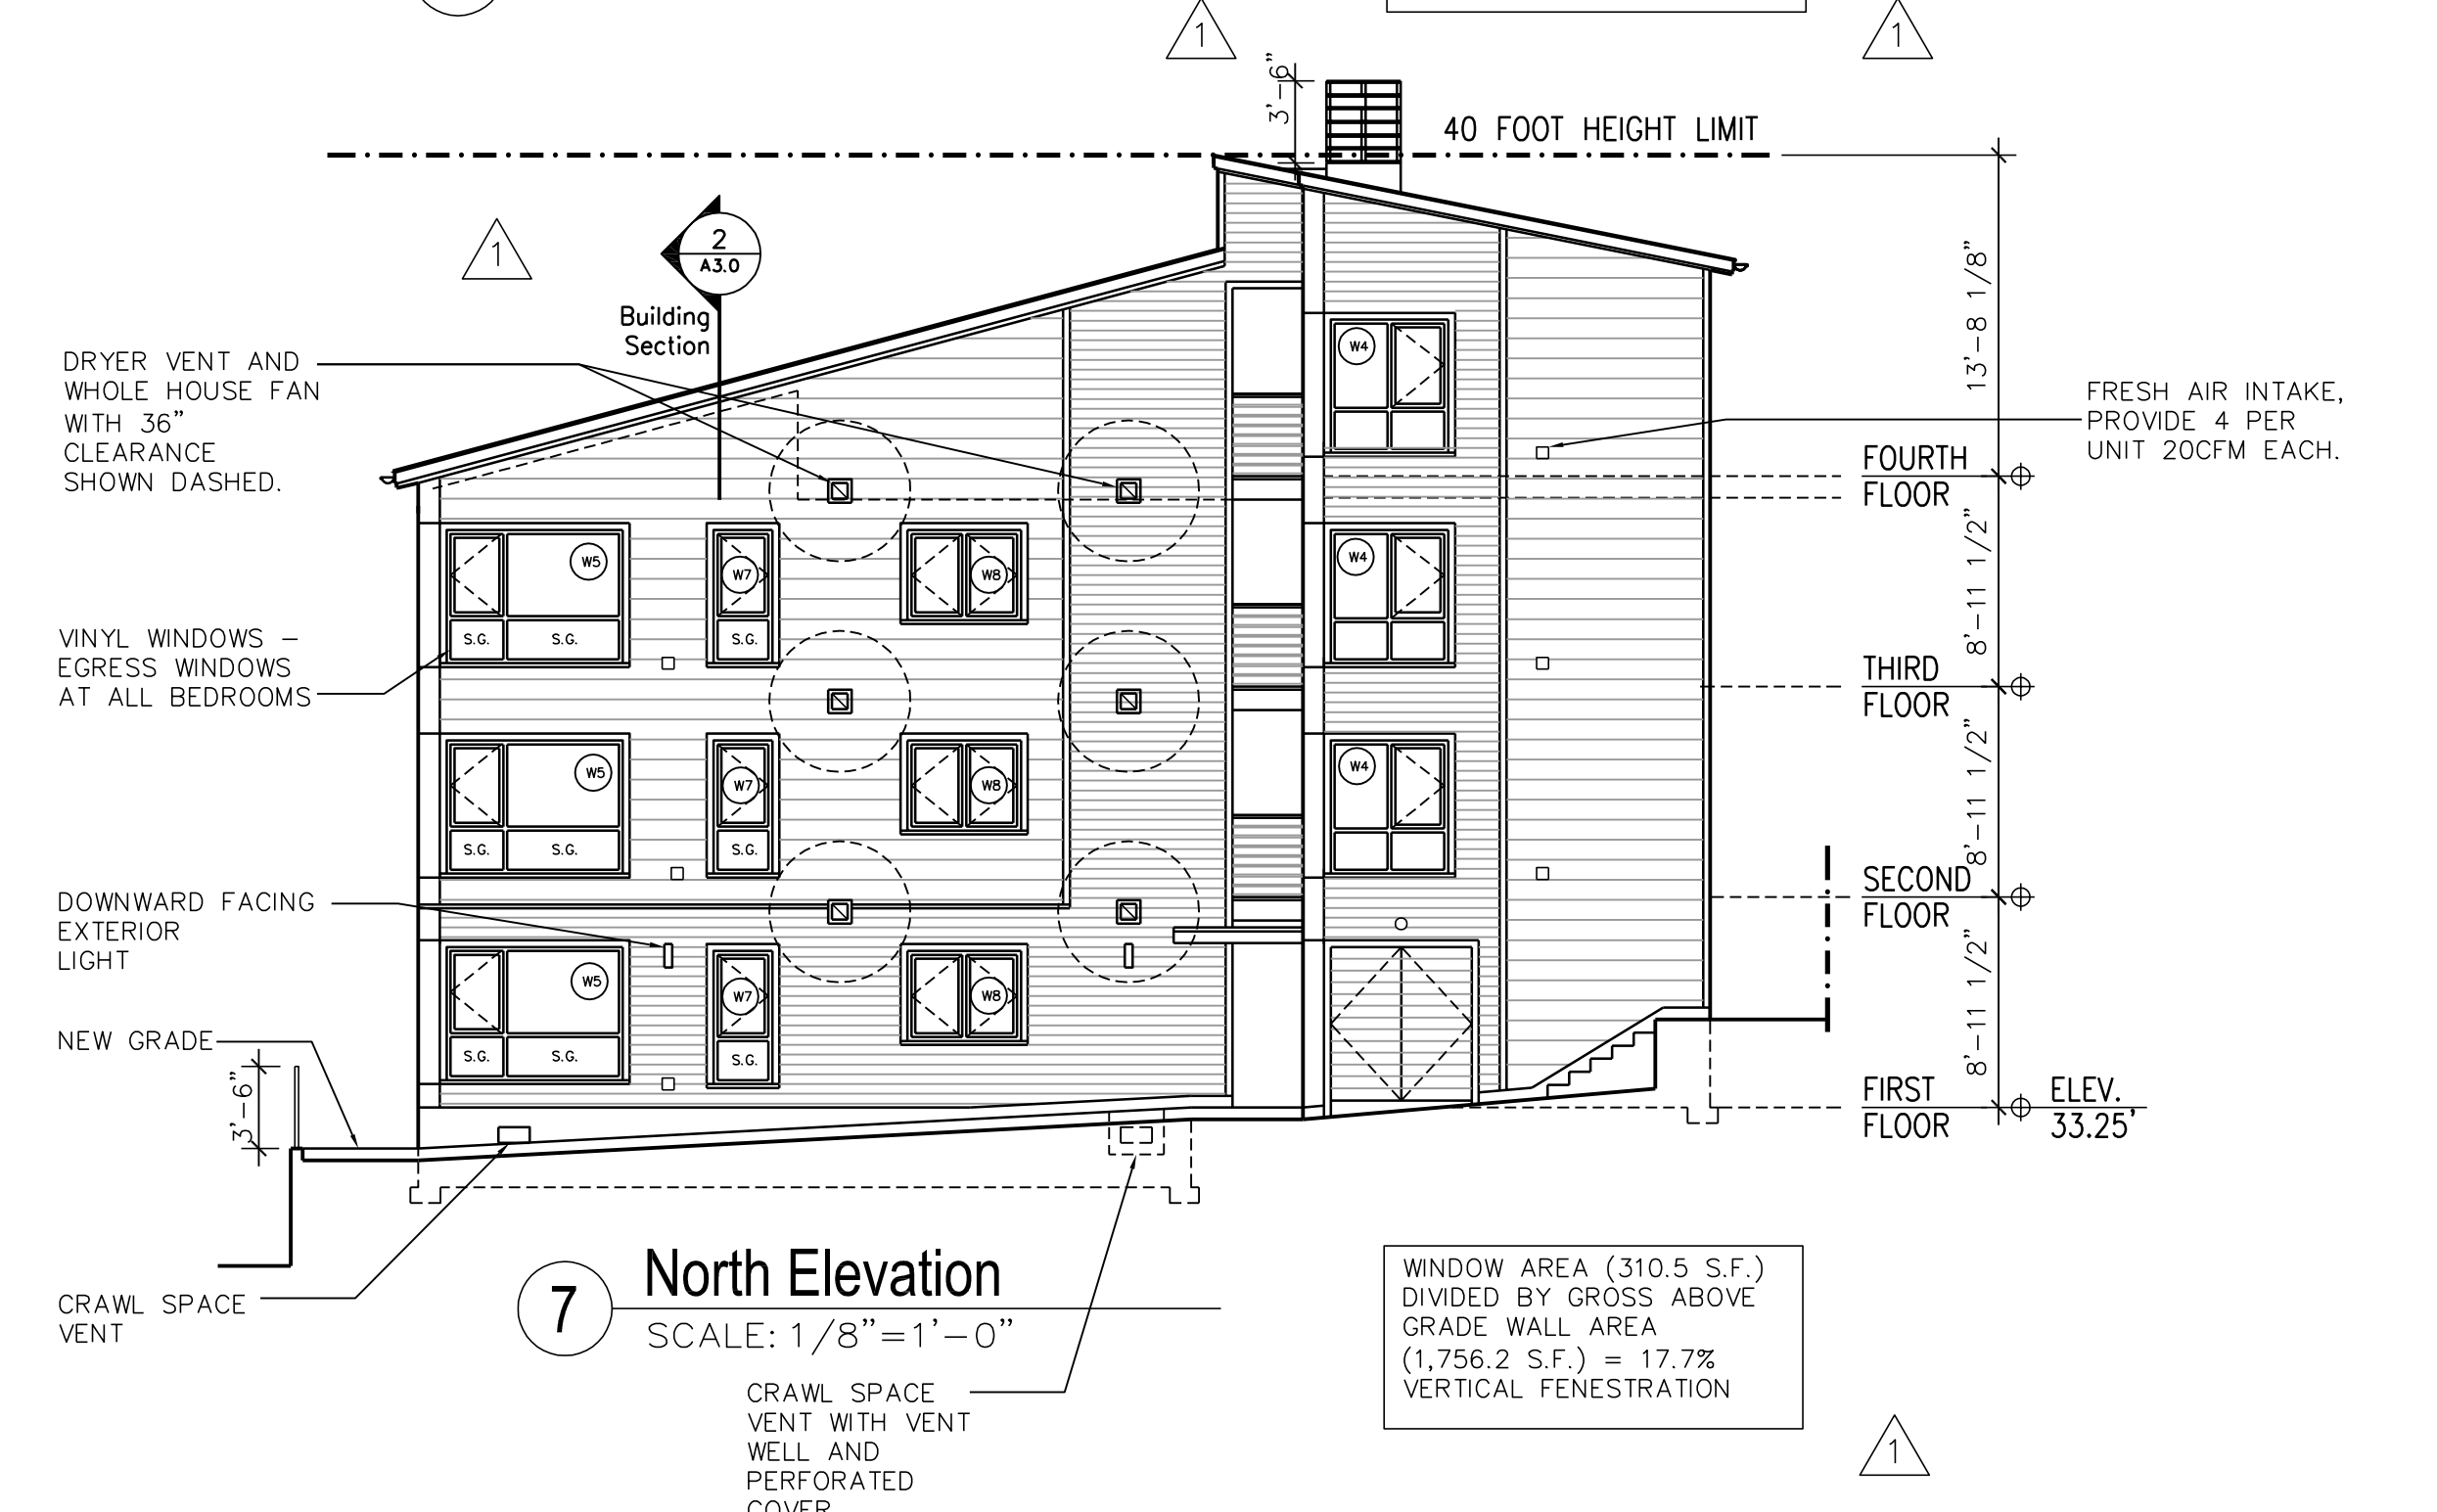 1
1
3'-6"
40 FOOT HEIGHT LIMIT
1
2
A3.0
Building
Section
13'-8 1/8"
DRYER VENT AND
WHOLE HOUSE FAN
WITH 36"
CLEARANCE
SHOWN DASHED.
W4
FRESH AIR INTAKE,
PROVIDE 4 PER
UNIT 20CFM EACH.
FOURTH
FLOOR
8'-11 1/2"
W5
W7
W8
W4
S.G.
S.G.
S.G.
VINYL WINDOWS -
EGRESS WINDOWS
AT ALL BEDROOMS
THIRD
FLOOR
8'-11 1/2"
W5
W7
W8
W4
S.G.
S.G.
S.G.
SECOND
FLOOR
DOWNWARD FACING
EXTERIOR
LIGHT
8'-11 1/2"
W5
W7
W8
S.G.
S.G.
S.G.
NEW GRADE
3'-6"
FIRST
FLOOR
ELEV.
33.25'
CRAWL SPACE
VENT
7
North Elevation
SCALE: 1/8"=1'-0"
CRAWL SPACE
VENT WITH VENT
WELL AND
PERFORATED
COVER
WINDOW AREA (310.5 S.F.)
DIVIDED BY GROSS ABOVE
GRADE WALL AREA
(1,756.2 S.F.) = 17.7%
VERTICAL FENESTRATION
1